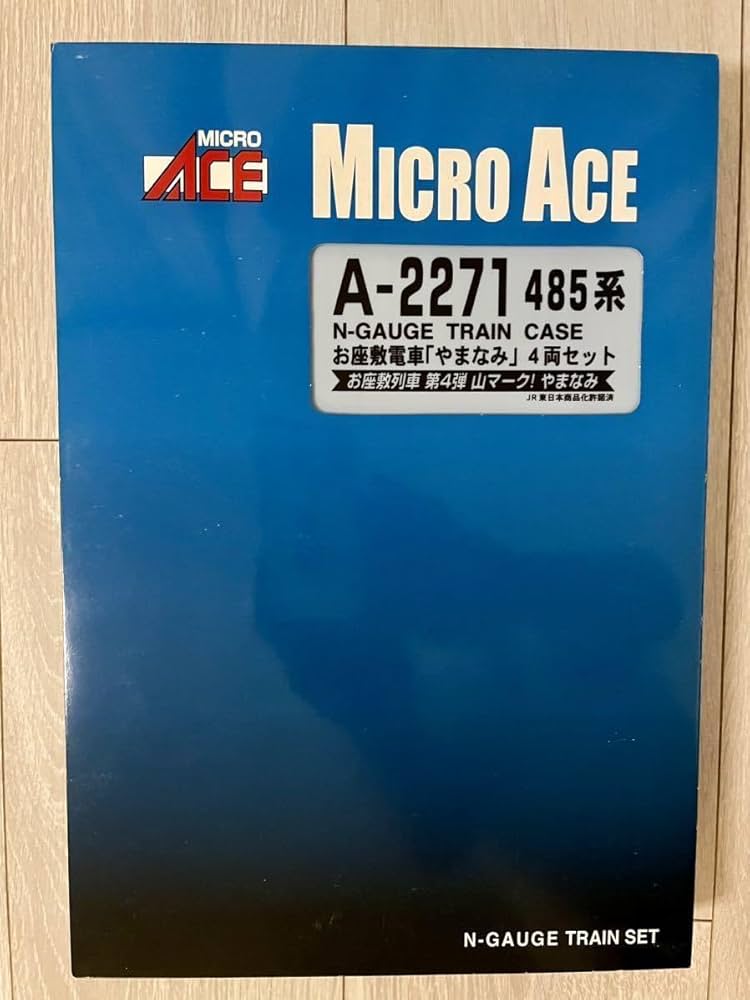 MICRO
ACE
MICRO ACE
A-2271 485系
N-GAUGE TRAIN CASE
お座敷電車「やまなみ」4両セット
お座敷列車 第4弾 山マーク! やまなみ
JR東日本商品化許諾済
N-GAUGE TRAIN SET